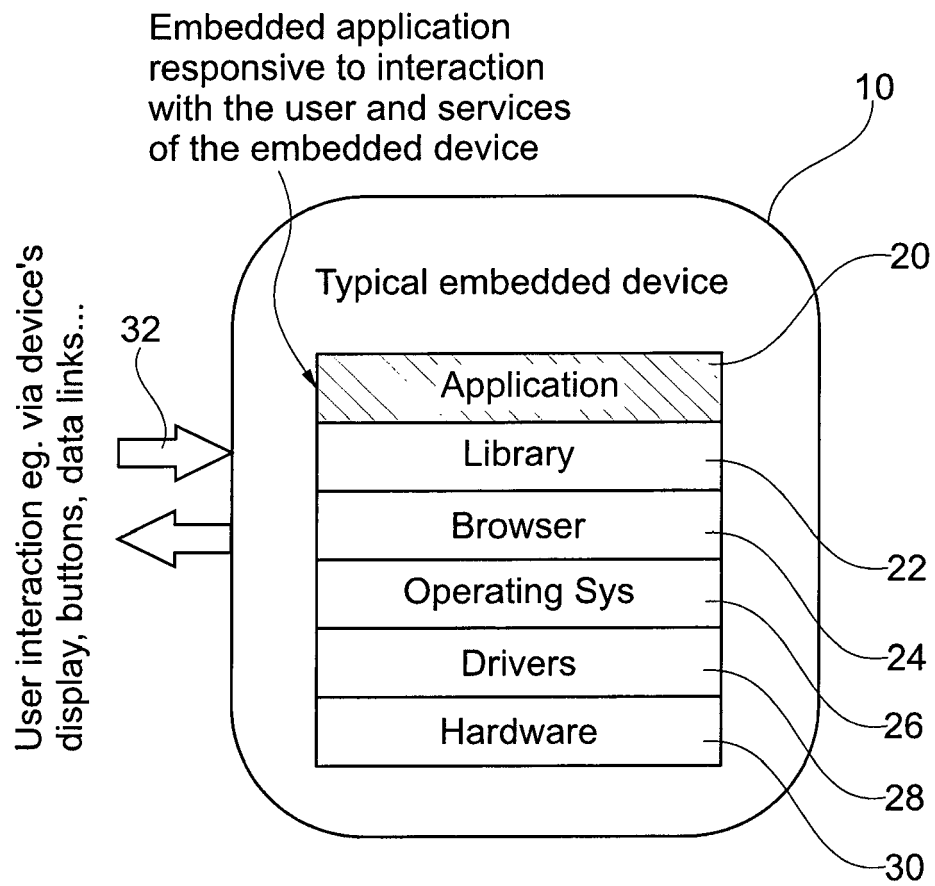 Embedded application
responsive to interaction
with the user and services
of the embedded device
10
20
Typical embedded device
32
User interaction eg. via device's
display, buttons, data links...
Application
Library
Browser
Operating Sys
Drivers
Hardware
22
24
26
28
30